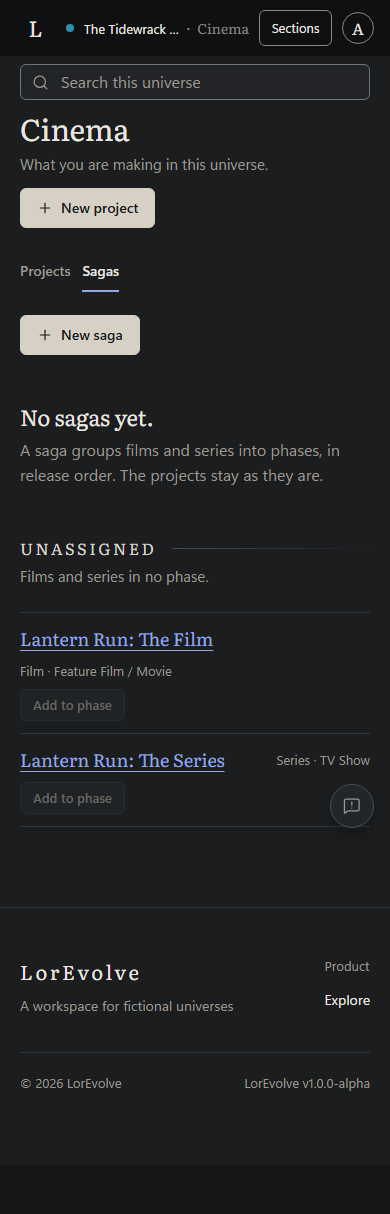 L
The Tidewrack ... · Cinema
Sections
A
Search this universe
Cinema
What you are making in this universe.
New project
Projects
Sagas
New saga
No sagas yet.
A saga groups films and series into phases, in
release order. The projects stay as they are.
UNASSIGNED
Films and series in no phase.
Lantern Run: The Film
Film · Feature Film / Movie
Add to phase
Lantern Run: The Series
Series · TV Show
Add to phase
LorEvolve
A workspace for fictional universes
Product
Explore
© 2026 LorEvolve
LorEvolve v1.0.0-alpha